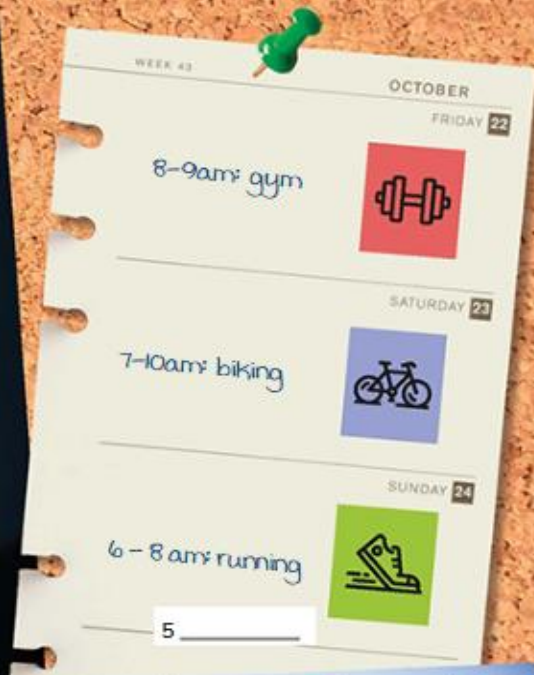 WEEK 43
OCTOBER
FRIDAY 22
8-9am: gym
SATURDAY 23
7-10am: biking
SUNDAY 24
6-8 am: running
5 ___________